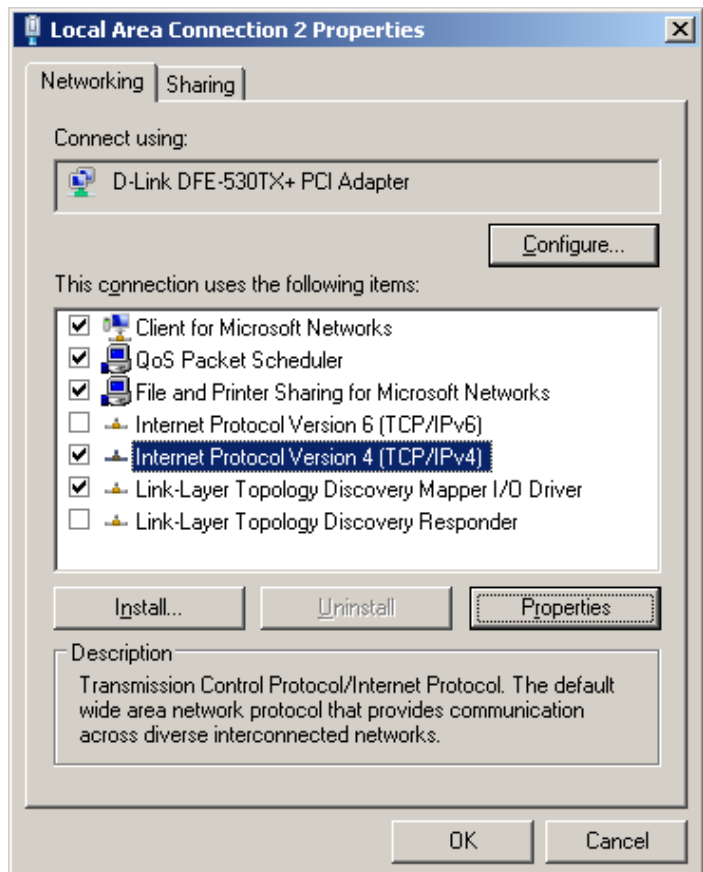 Local Area Connection 2 Properties
Networking
Sharing
Connect using:
D-Link DFE-530TX+ PCI Adapter
Configure...
This connection uses the following items:
Client for Microsoft Networks
QoS Packet Scheduler
File and Printer Sharing for Microsoft Networks
Internet Protocol Version 6 (TCP/IPv6)
Internet Protocol Version 4 (TCP/IPv4)
Link-Layer Topology Discovery Mapper I/O Driver
Link-Layer Topology Discovery Responder
Install...
Uninstall
Properties
Description
Transmission Control Protocol/Internet Protocol. The default
wide area network protocol that provides communication
across diverse interconnected networks.
OK
Cancel